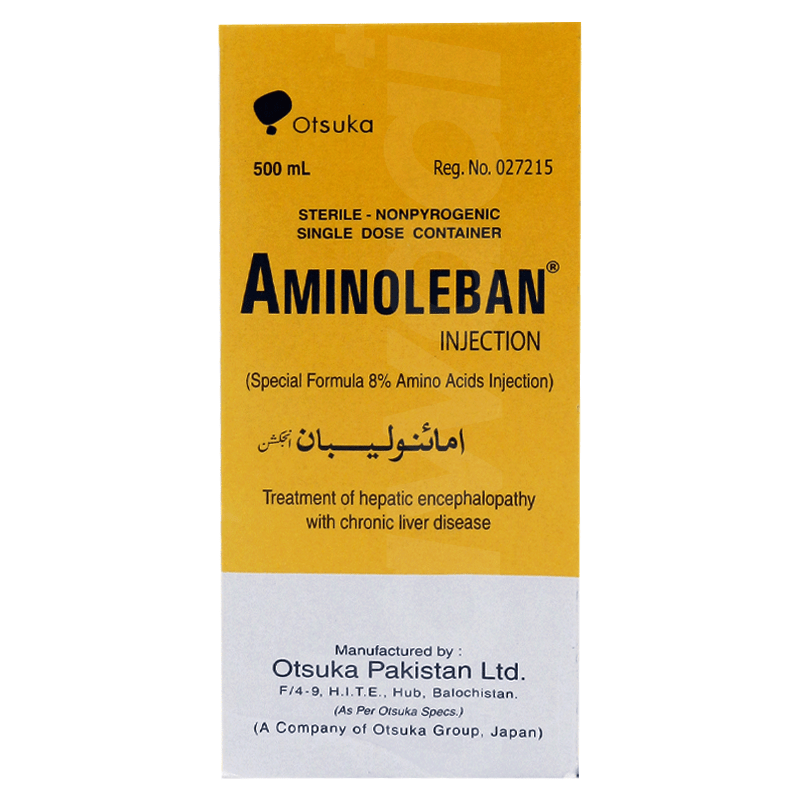 Otsuka
500 mL Reg. No. 027215
STERILE - NONPYROGENIC
SINGLE DOSE CONTAINER
AMINOLEBAN®
INJECTION
(Special Formula 8% Amino Acids Injection)
امائنولیبان انجکشن
Treatment of hepatic encephalopathy
with chronic liver disease
Manufactured by :
Otsuka Pakistan Ltd.
F/4-9, H.I.T.E., Hub, Balochistan.
(As Per Otsuka Specs.)
(A Company of Otsuka Group, Japan)